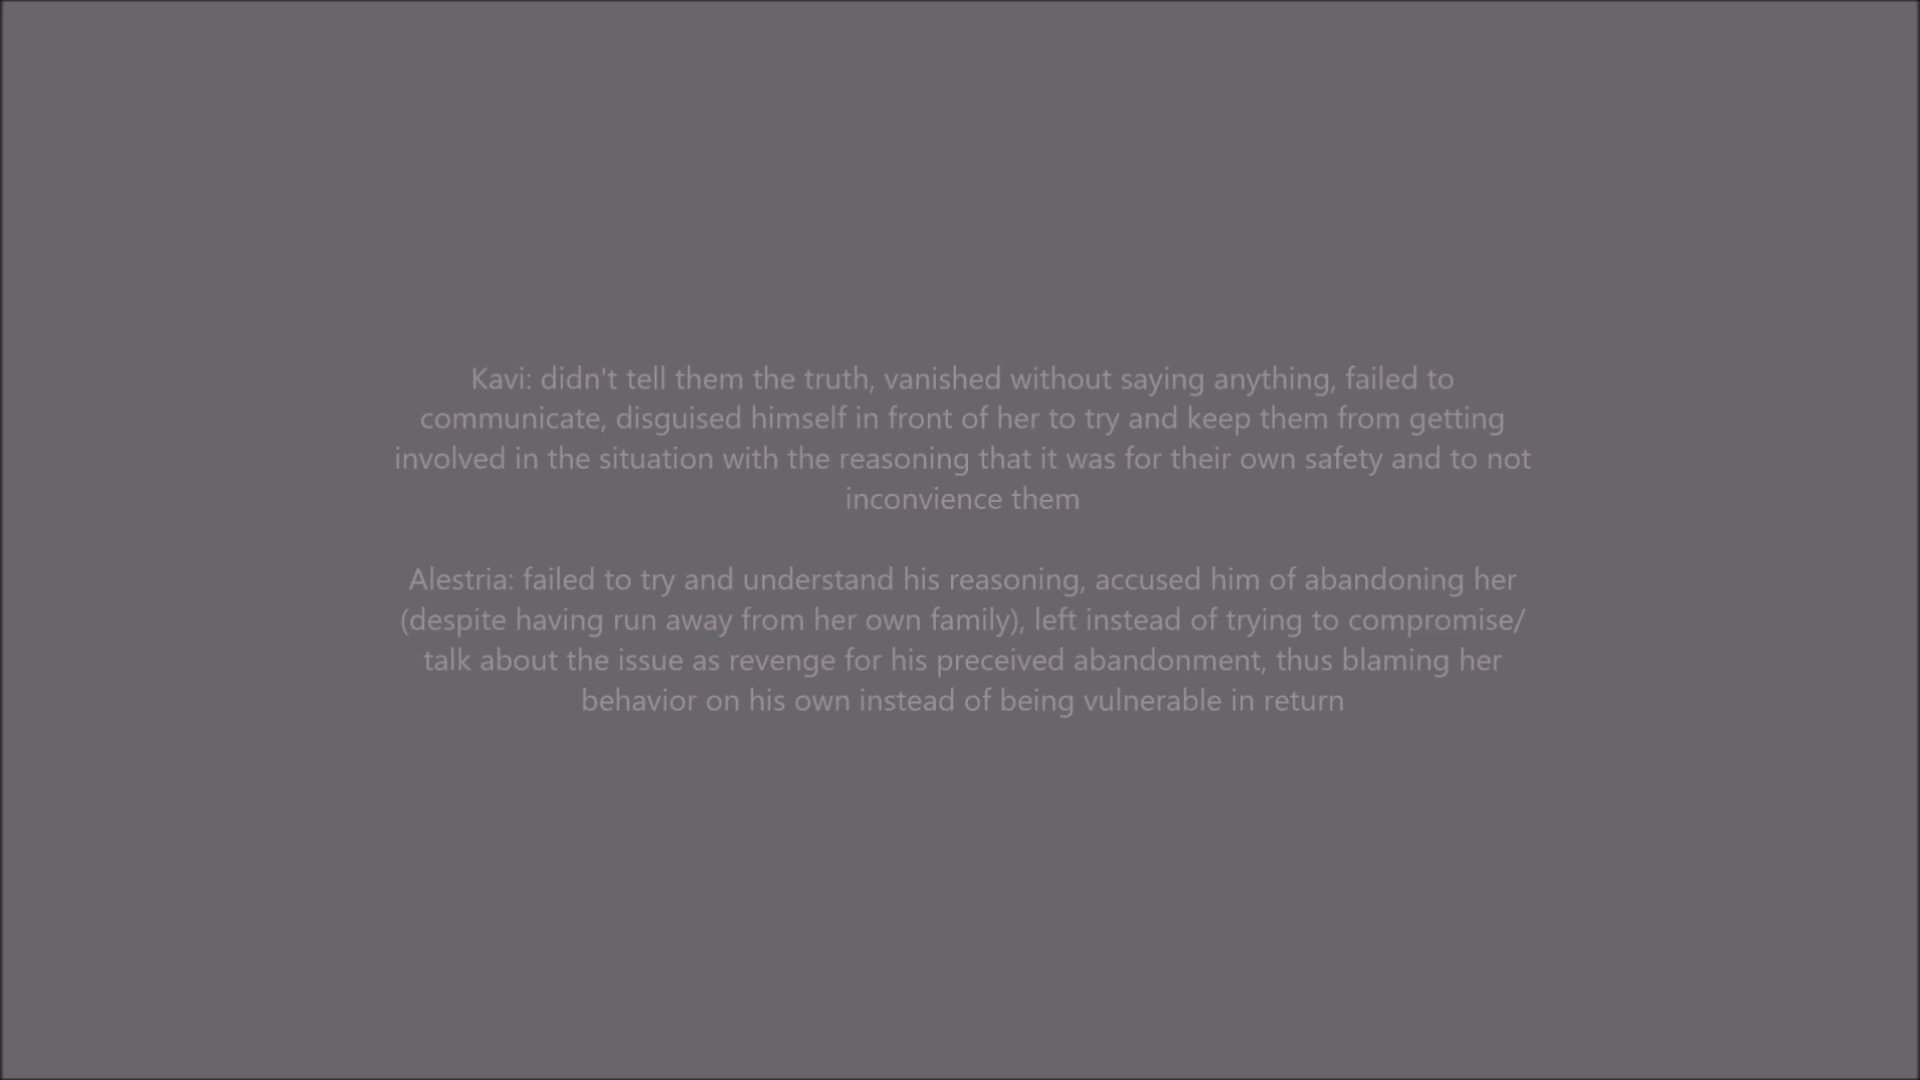 Kavi: didn't tell them the truth, vanished without saying anything, failed to
communicate, disguised himself in front of her to try and keep them from getting
involved in the situation with the reasoning that it was for their own safety and to not
inconvience them
Alestria: failed to try and understand his reasoning, accused him of abandoning her
(despite having run away from her own family), left instead of trying to compromise/
talk about the issue as revenge for his preceived abandonment, thus blaming her
behavior on his own instead of being vulnerable in return